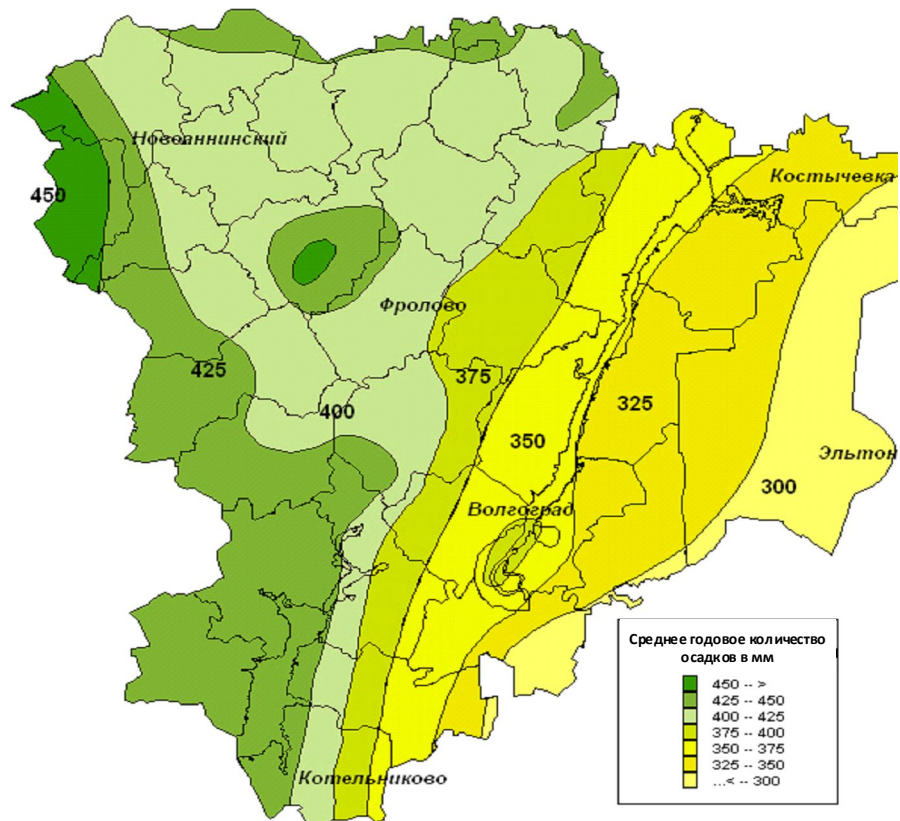 Новоаннинский
Костычевка
450
Фролово
425
375
400
325
350
Эльтон
300
Волгоград
Среднее годовое количество
осадков в мм
450 -- >
425 -- 450
400 -- 425
375 -- 400
350 -- 375
325 -- 350
...< -- 300
Котельниково